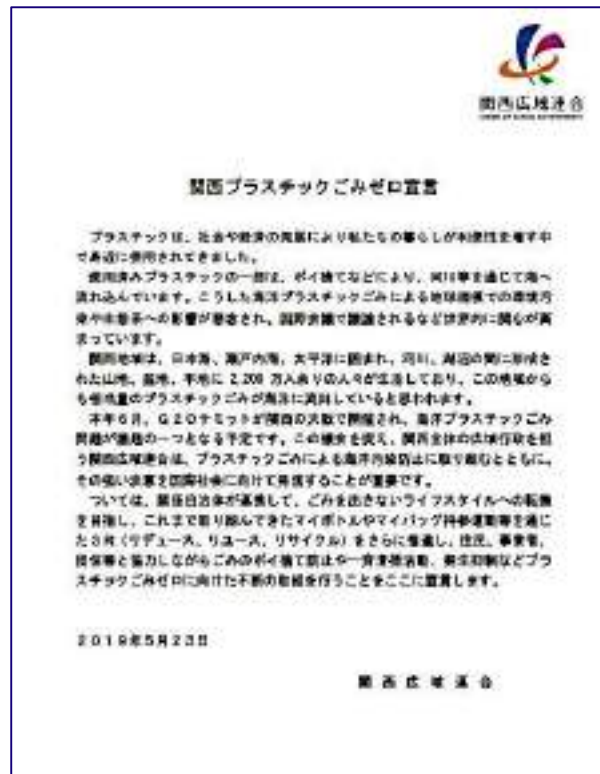 関西広域連合
関西プラスチックごみゼロ宣言
プラスチックは、社会や経済の発展により私たちの暮らしが利便性を増す中
で身近に使用されてきました。
使用済みプラスチックの一部は、ポイ捨てなどにより、河川等を通じて海へ
流れ込んでいます。こうした海洋プラスチックごみによる地球規模での環境汚
染や生態系への影響が懸念され、国際会議で議論されるなど世界的に関心が高
まっています。
関西地域は、日本海、瀬戸内海、太平洋に囲まれ、河川、湖沼の間に形成さ
れた山地、盆地、平地に 2,200 万人余りの人々が生活しており、この地域から
も相当量のプラスチックごみが海洋に流出していると思われます。
本年6月、G20サミットが関西の大阪で開催され、海洋プラスチックごみ
問題が議題の一つとなる予定です。この機会を捉え、関西全体の広域行政を担
う関西広域連合は、プラスチックごみによる海洋汚染防止に取り組むとともに、
その強い決意を国際社会に向けて発信することが重要です。
ついては、関係自治体が連携して、ごみを出さないライフスタイルへの転換
を目指し、これまで取り組んできたマイボトルやマイバッグ持参運動等を通じ
た3R（リデュース、リユース、リサイクル）をさらに推進し、住民、事業者、
団体等と協力しながらごみのポイ捨て防止や一斉清掃活動、発生抑制などプラ
スチックごみゼロに向けた不断の取組を行うことをここに宣言します。
2019年5月23日
関西広域連合